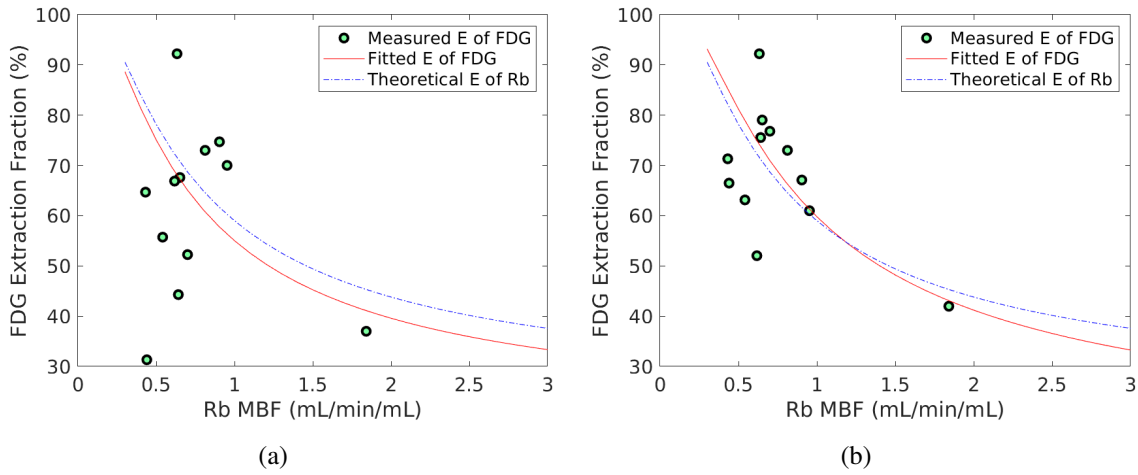 100
90
80
70
60
50
40
30
0
0.5
1
1.5
2
2.5
3
FDG Extraction Fraction (%)
Rb MBF (mL/min/mL)
Measured E of FDG
Fitted E of FDG
Theoretical E of Rb
(a)
100
90
80
70
60
50
40
30
0
0.5
1
1.5
2
2.5
3
FDG Extraction Fraction (%)
Rb MBF (mL/min/mL)
Measured E of FDG
Fitted E of FDG
Theoretical E of Rb
(b)